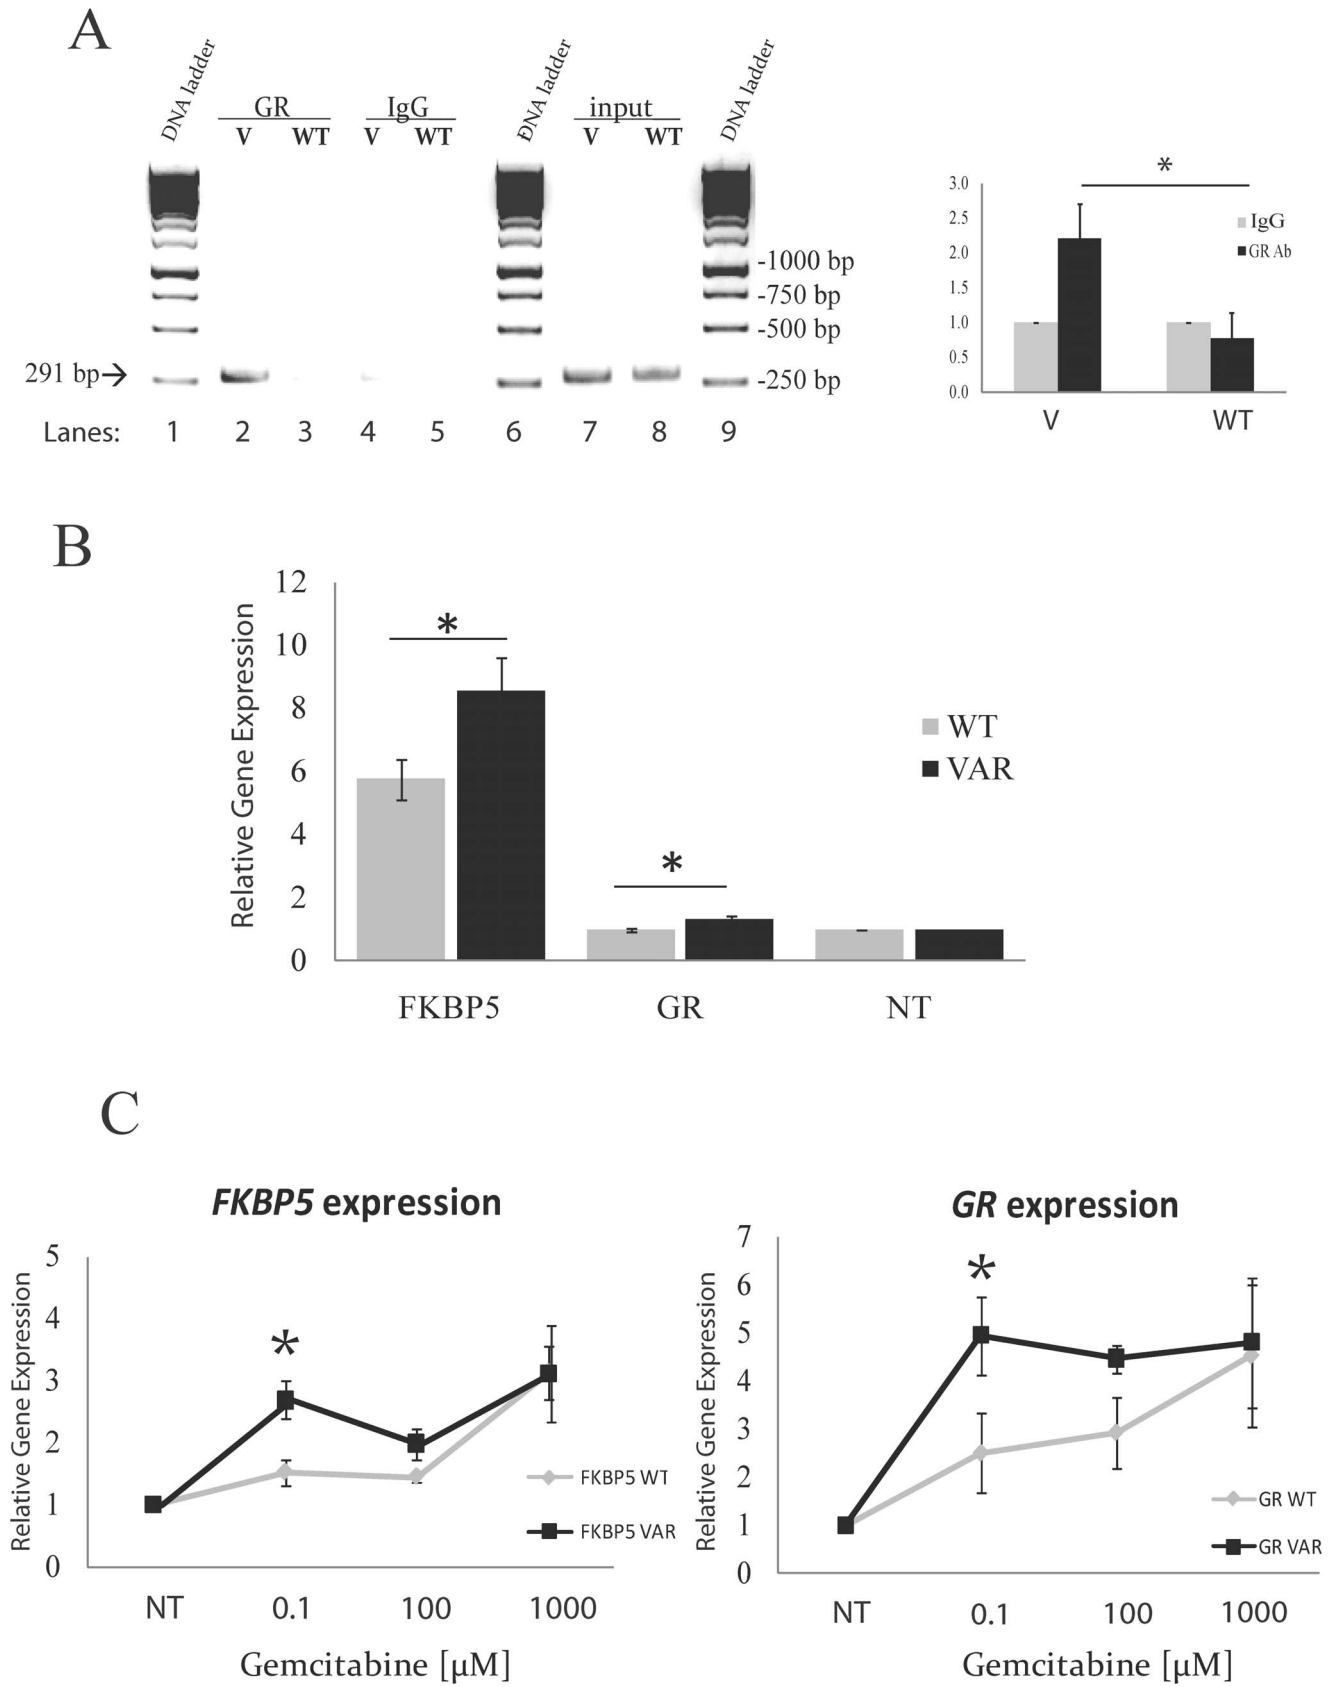 A
DNA ladder
GR
IgG
DNA ladder
input
DNA ladder
V WT V WT V WT
-1000 bp
-750 bp
-500 bp
291 bp→
-250 bp
Lanes: 1 2 3 4 5 6 7 8 9
*
3.0
2.5
2.0
1.5
1.0
0.5
0.0
IgG
GR Ab
V WT
B
Relative Gene Expression
12
10
8
6
4
2
0
*
*
WT
VAR
FKBP5 GR NT
C
FKBP5 expression
Relative Gene Expression
5
4
3
2
1
0
*
FKBP5 WT
FKBP5 VAR
NT 0.1 100 1000
Gemcitabine [µM]
GR expression
Relative Gene Expression
7
6
5
4
3
2
1
0
*
GR WT
GR VAR
NT 0.1 100 1000
Gemcitabine [µM]